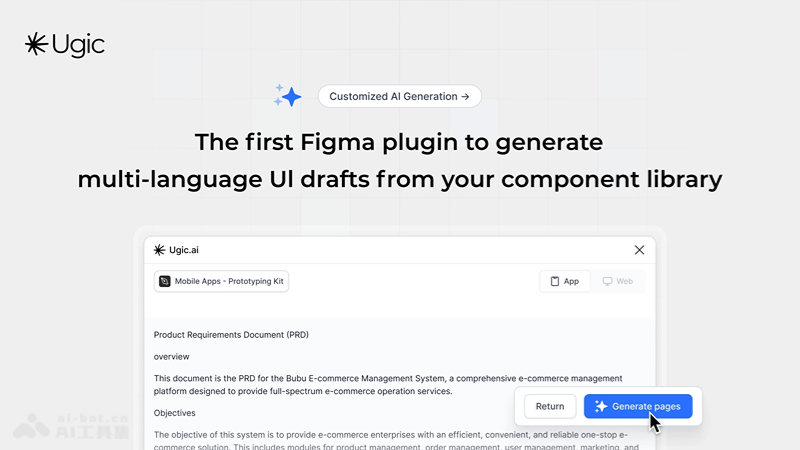 Ugic
Customized AI Generation →
The first Figma plugin to generate
multi-language UI drafts from your component library
Ugic.ai
Mobile Apps - Prototyping Kit
App
Web
Product Requirements Document (PRD)
overview
This document is the PRD for the Bubu E-commerce Management System, a comprehensive e-commerce management
platform designed to provide full-spectrum e-commerce operation services.
Return
Generate pages
Objectives
The objective of this system is to provide e-commerce enterprises with an efficient, convenient, and reliable one-stop e-
commerce solution. This includes modules for product management, order management, user management, marketing, and
ai-bot.cn
AI工具集